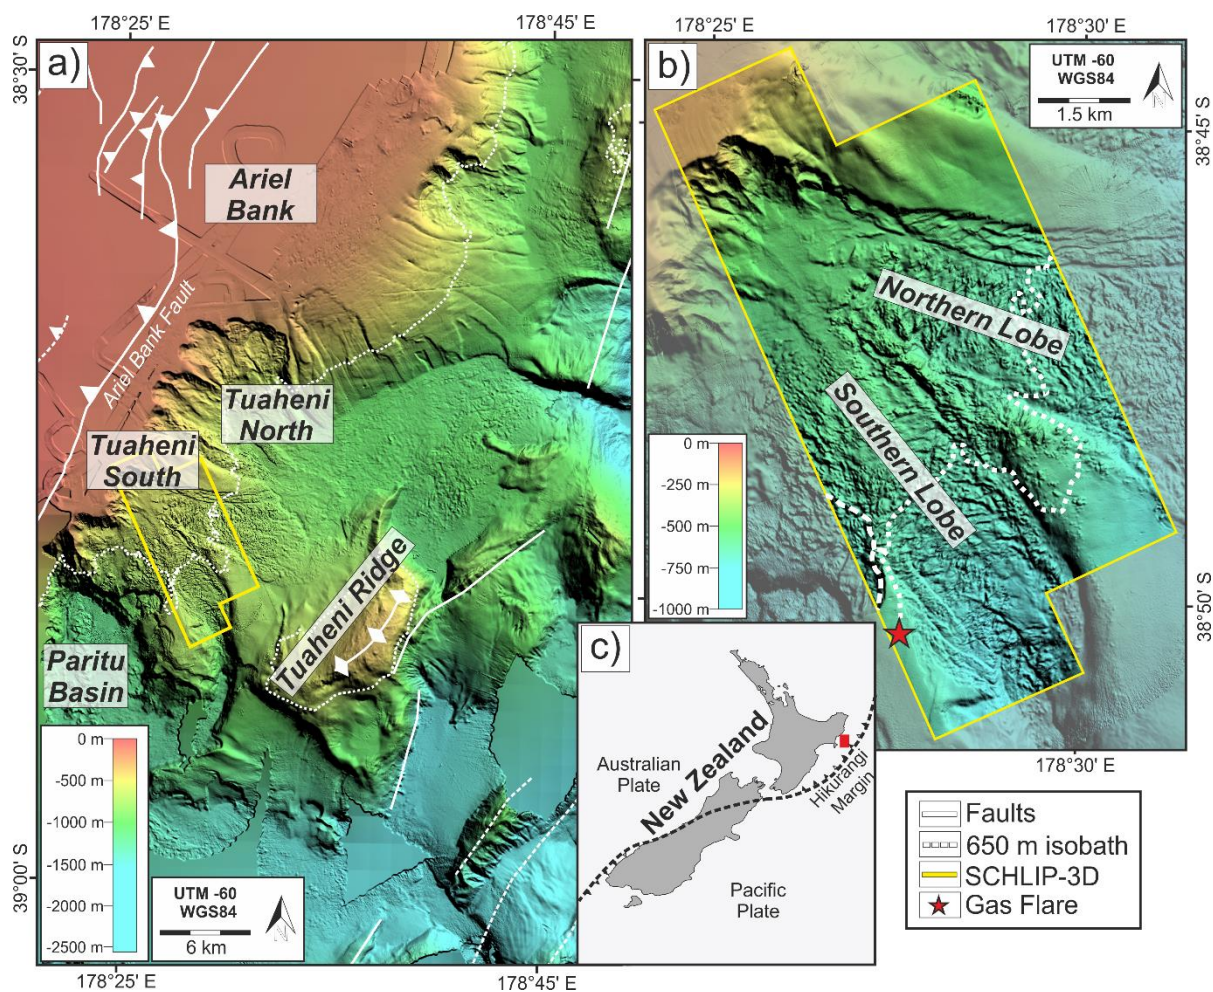 178°25' E
178°45' E
38°30' S
39°00' S
a)
Ariel
Bank
Ariel Bank Fault
Tuaheni
North
Tuaheni
South
Tuaheni Ridge
Paritu
Basin
0 m
-500 m
-1000 m
-1500 m
-2000 m
-2500 m
UTM -60
WGS84
N
6 km
178°25' E
178°45' E
178°25' E
178°30' E
b)
UTM -60
WGS84
N
1.5 km
38°45' S
38°50' S
Northern Lobe
Southern Lobe
0 m
-250 m
-500 m
-750 m
-1000 m
178°30' E
c)
New Zealand
Australian
Plate
Hikurangi
Margin
Pacific
Plate
Faults
650 m isobath
SCHLIP-3D
Gas Flare